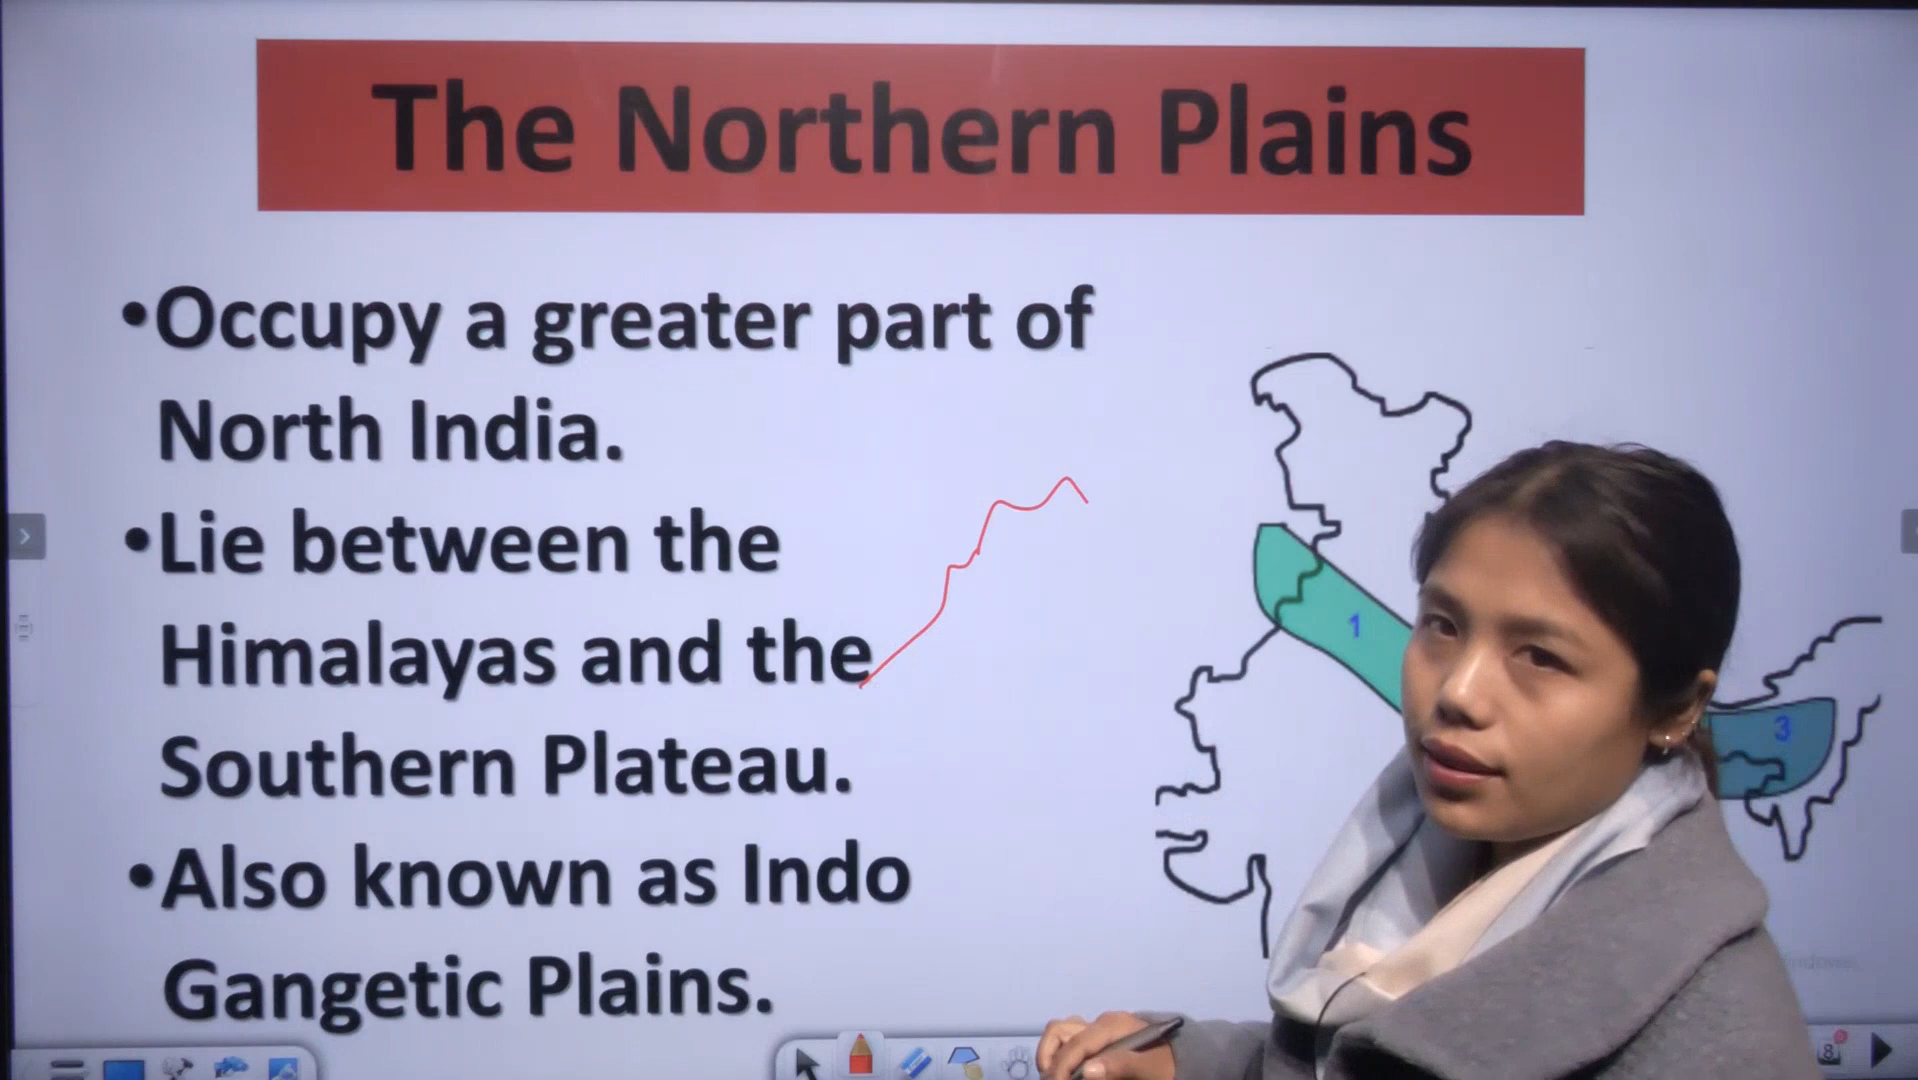 The Northern Plains
•Occupy a greater part of
North India.
•Lie between the
Himalayas and the
Southern Plateau.
•Also known as Indo
Gangetic Plains.
1
3
8